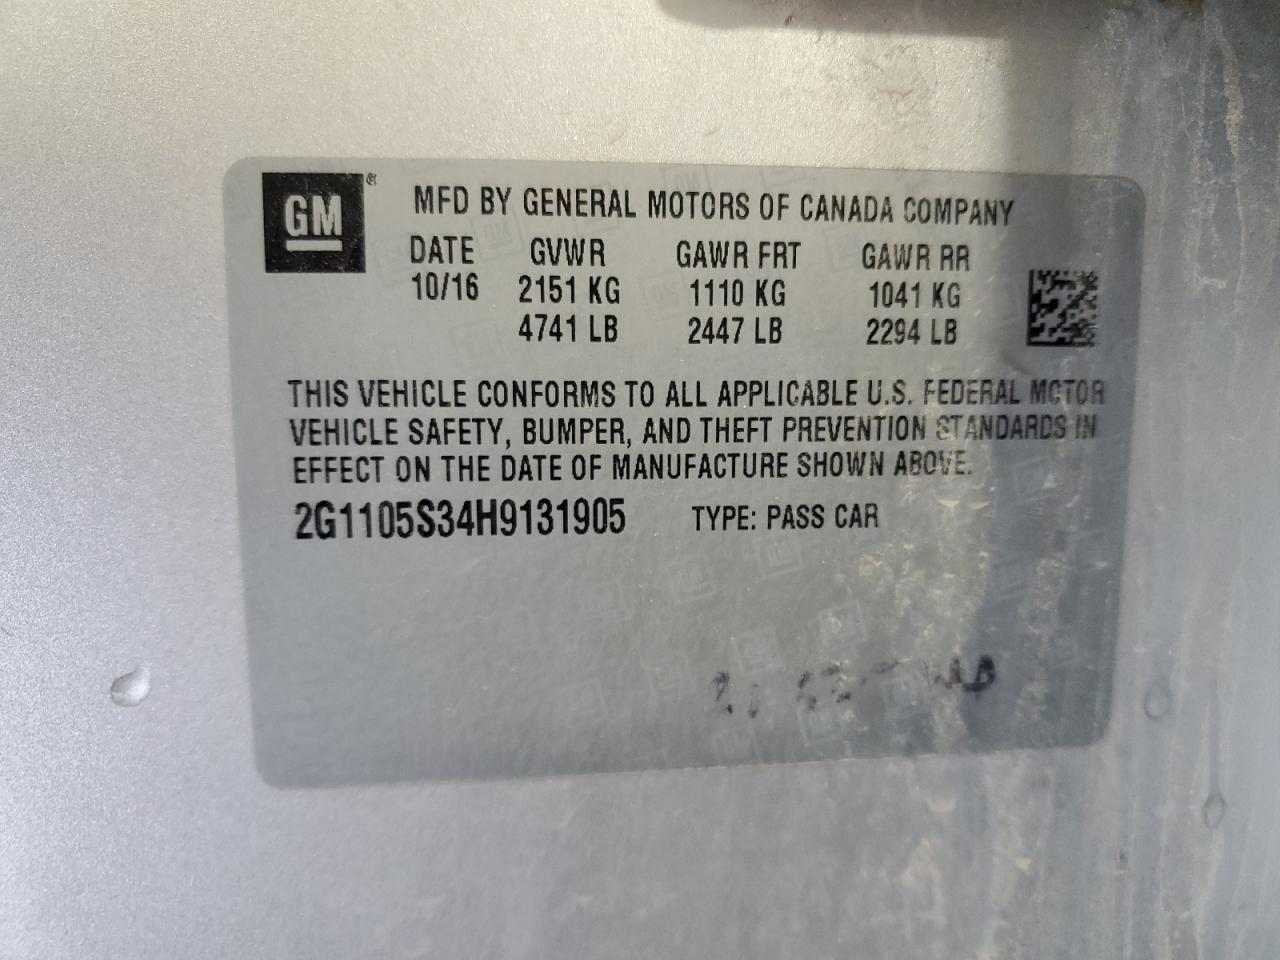 GM®
MFD BY GENERAL MOTORS OF CANADA COMPANY
DATE GVWR GAWR FRT GAWR RR
10/16 2151 KG 1110 KG 1041 KG
4741 LB 2447 LB 2294 LB
THIS VEHICLE CONFORMS TO ALL APPLICABLE U.S. FEDERAL MOTOR
VEHICLE SAFETY, BUMPER, AND THEFT PREVENTION STANDARDS IN
EFFECT ON THE DATE OF MANUFACTURE SHOWN ABOVE.
2G1105S34H9131905 TYPE: PASS CAR